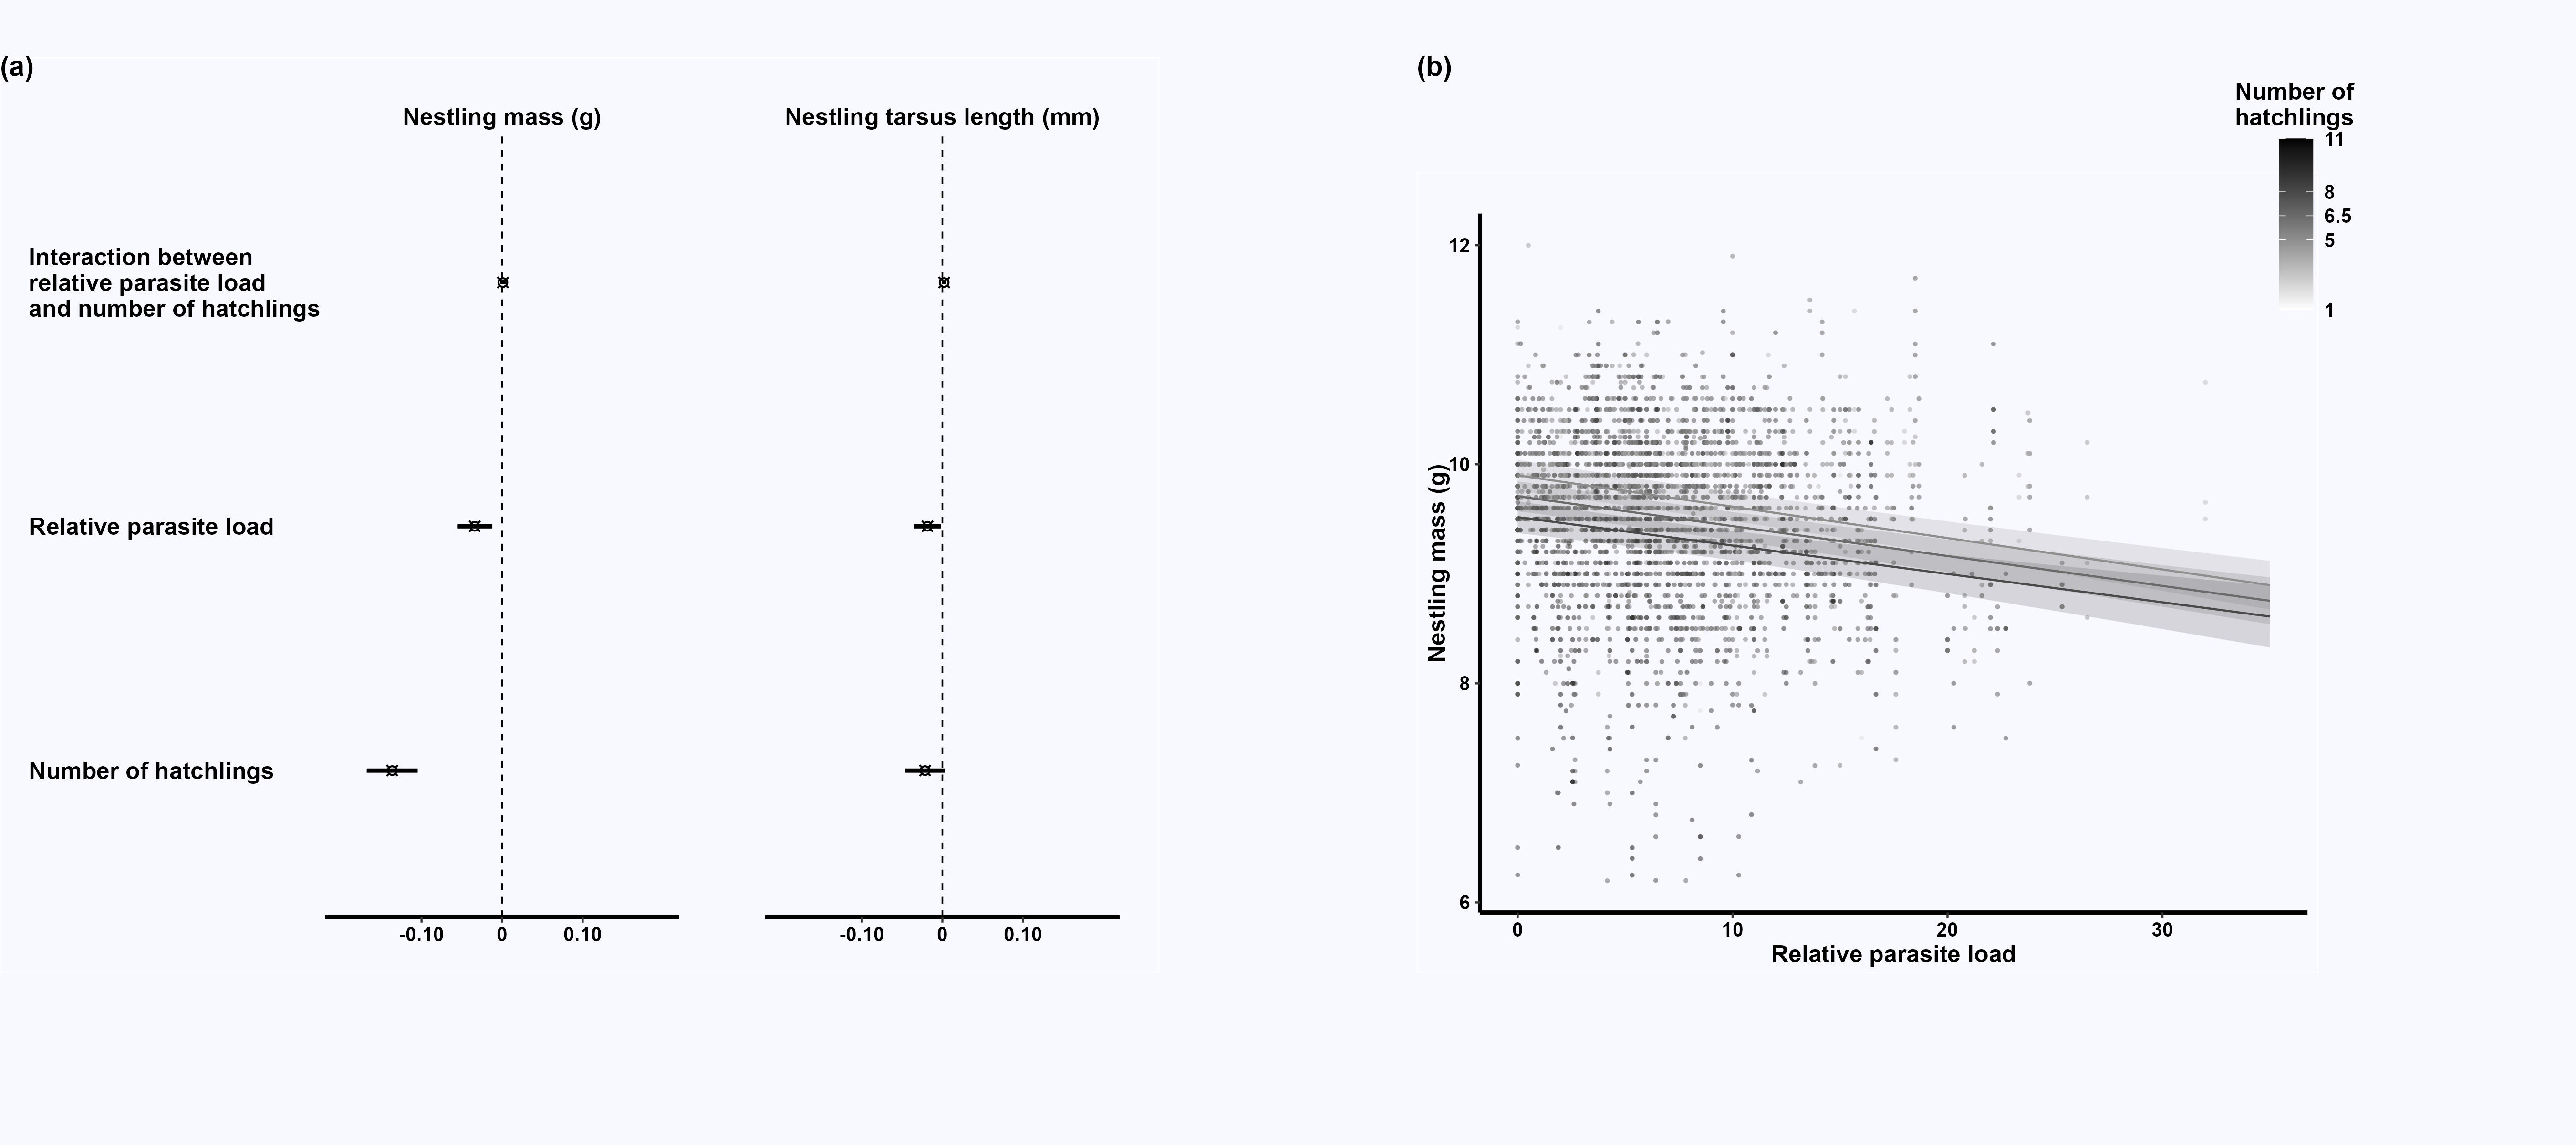 (a)
Nestling mass (g)
Nestling tarsus length (mm)
Interaction between
relative parasite load
and number of hatchlings
Relative parasite load
Number of hatchlings
-0.10 0 0.10
-0.10 0 0.10
(b)
Number of
hatchlings
11
8
6.5
5
1
Nestling mass (g)
12
10
8
6
0 10 20 30
Relative parasite load